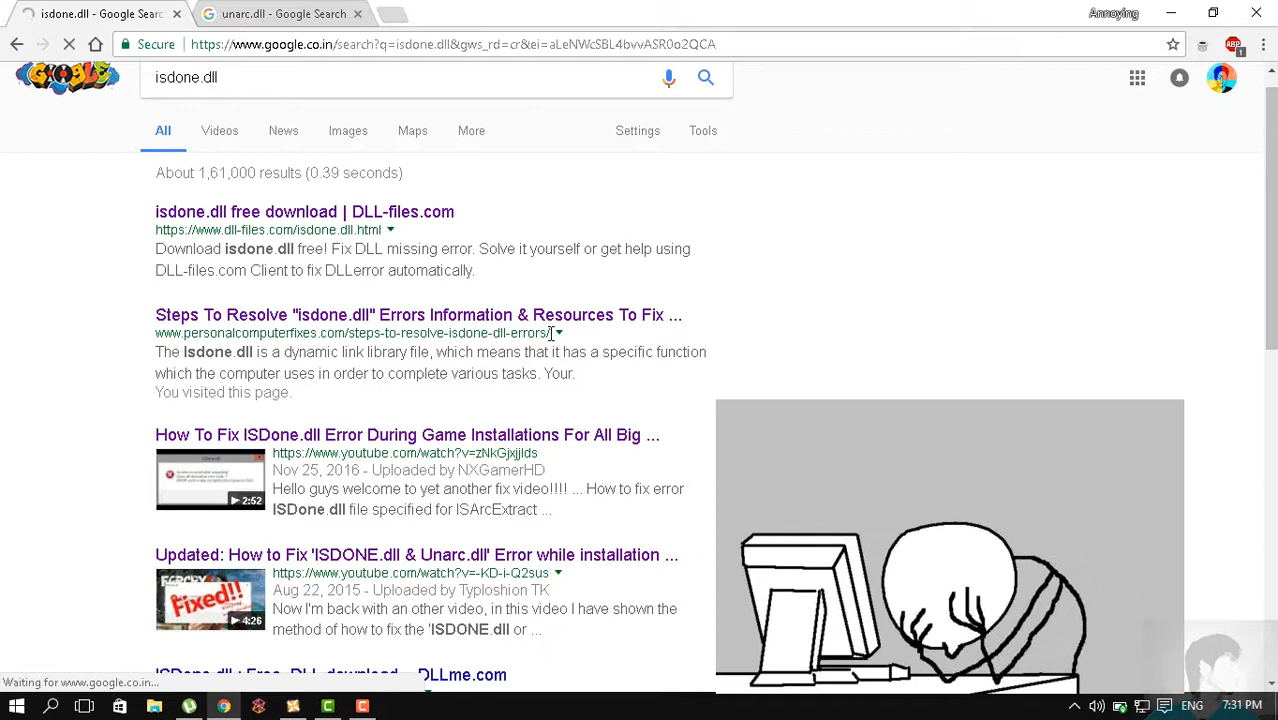 isdone.dll - Google Search
unarc.dll - Google Search
Annoying
Secure https://www.google.co.in/search?q=isdone.dll&gws_rd=cr&ei=aLeNWcSBL4bvvASR0o2QCA
ABP
1
GOOGLE
isdone.dll
All Videos News Images Maps More Settings Tools
About 1,61,000 results (0.39 seconds)
isdone.dll free download | DLL-files.com
https://www.dll-files.com/isdone.dll.html
Download isdone.dll free! Fix DLL missing error. Solve it yourself or get help using
DLL-files.com Client to fix DLLerror automatically.
Steps To Resolve "isdone.dll" Errors Information & Resources To Fix ...
www.personalcomputerfixes.com/steps-to-resolve-isdone-dll-errors/
The Isdone.dll is a dynamic link library file, which means that it has a specific function
which the computer uses in order to complete various tasks. Your.
You visited this page.
How To Fix ISDone.dll Error During Game Installations For All Big ...
https://www.youtube.com/watch?v=zNkGjxjjlds
Nov 25, 2016 - Uploaded by NXGamerHD
Hello guys welcome to yet another fix video!!!! ... How to fix error
ISDone.dll file specified for ISArcExtract ...
2:52
Updated: How to Fix 'ISDONE.dll & Unarc.dll' Error while installation ...
https://www.youtube.com/watch?v=-KD-i-Q2sus
Aug 22, 2015 - Uploaded by Typloshion TK
Now I'm back with an other video, in this video I have shown the
method of how to fix the 'ISDONE.dll or ...
Fixed!!
4:26
ISDone.dll : Free .DLL download. - DLLme.com
Waiting for www.google.co.in...
ENG 7:31 PM